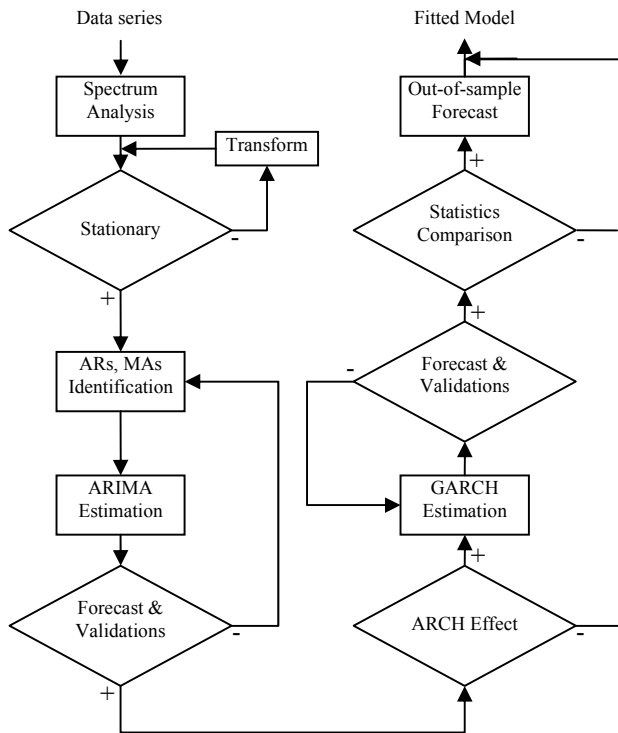 Data series
Spectrum
Analysis
Transform
Stationary
-
+
ARs, MAs
Identification
ARIMA
Estimation
Forecast &
Validations
-
+
Fitted Model
Out-of-sample
Forecast
+
Statistics
Comparison
-
+
Forecast &
Validations
-
GARCH
Estimation
+
ARCH Effect
-